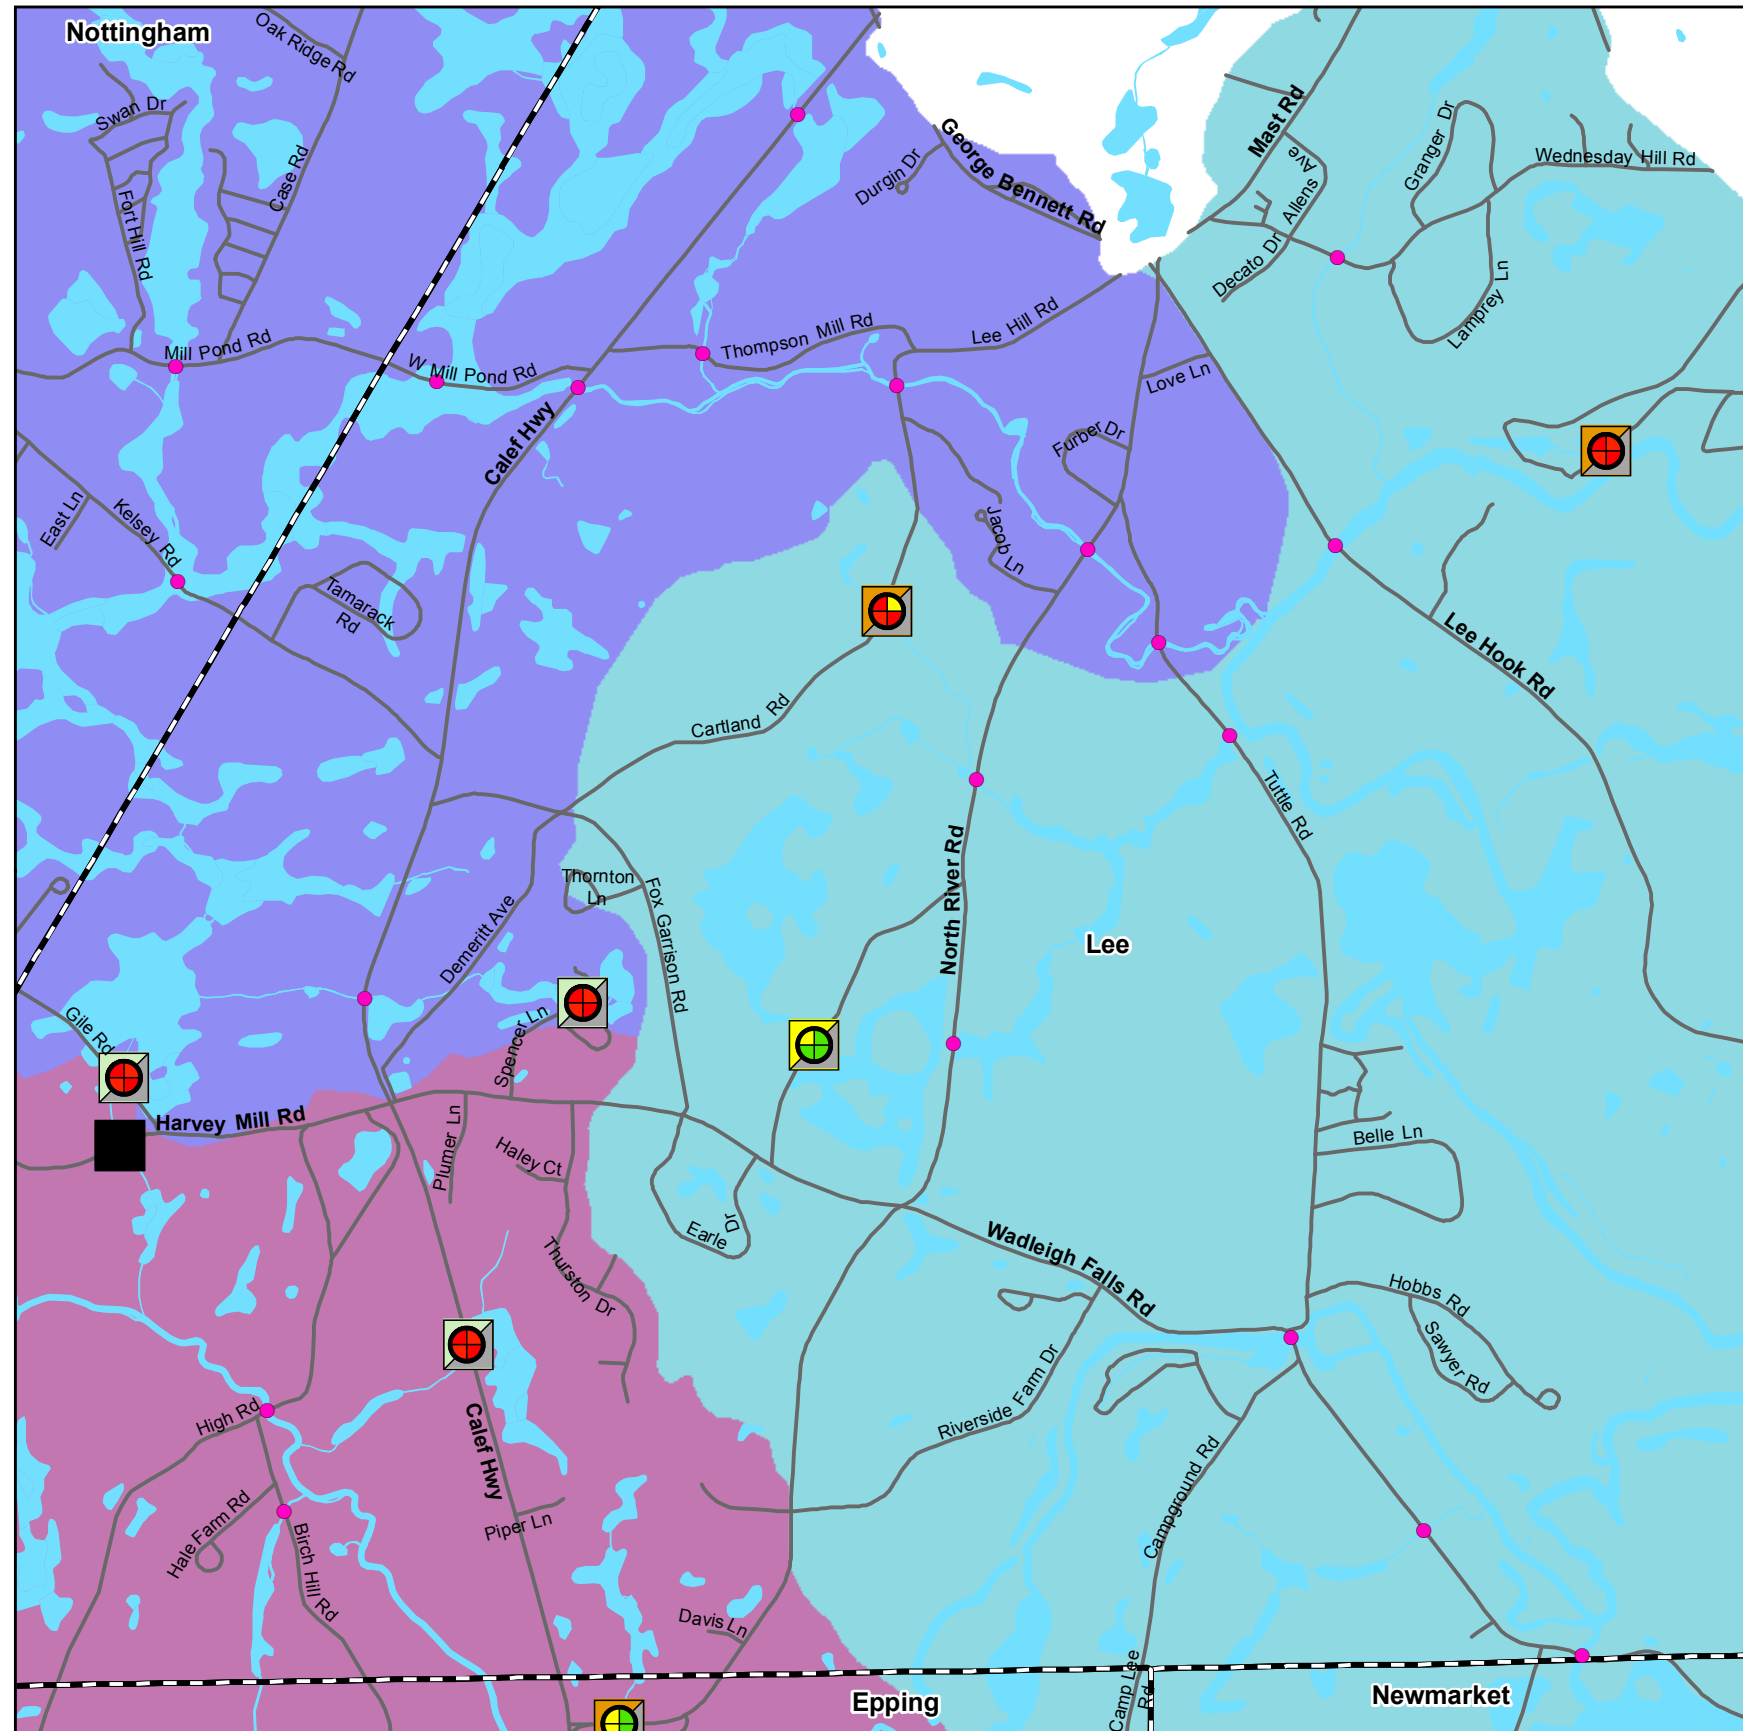 Nottingham
Oak Ridge Rd
Swan Dr
Case Rd
Fort Hill Rd
George Bennett Rd
Durgin Dr
Mast Rd
Allens Ave
Granger Dr
Wednesday Hill Rd
Decato Dr
Lamprey Ln
Mill Pond Rd
W Mill Pond Rd
Thompson Mill Rd
Lee Hill Rd
Love Ln
Calef Hwy
Furber Dr
East Ln
Kelsey Rd
Jacob Ln
Tamarack
Rd
Lee Hook Rd
Cartland Rd
Tuttle Rd
Thornton
Ln
Fox Garrison Rd
North River Rd
Lee
Demeritt Ave
Gile Rd
Spencer Ln
Harvey Mill Rd
Plumer Ln
Haley Ct
Belle Ln
Earle Dr
Wadleigh Falls Rd
Thurston Dr
Hobbs Rd
Sawyer Rd
High Rd
Calef Hwy
Riverside Farm Dr
Campground Rd
Hale Farm Rd
Birch Hill Rd
Piper Ln
Davis Ln
Camp Lee
Rd
Epping
Newmarket